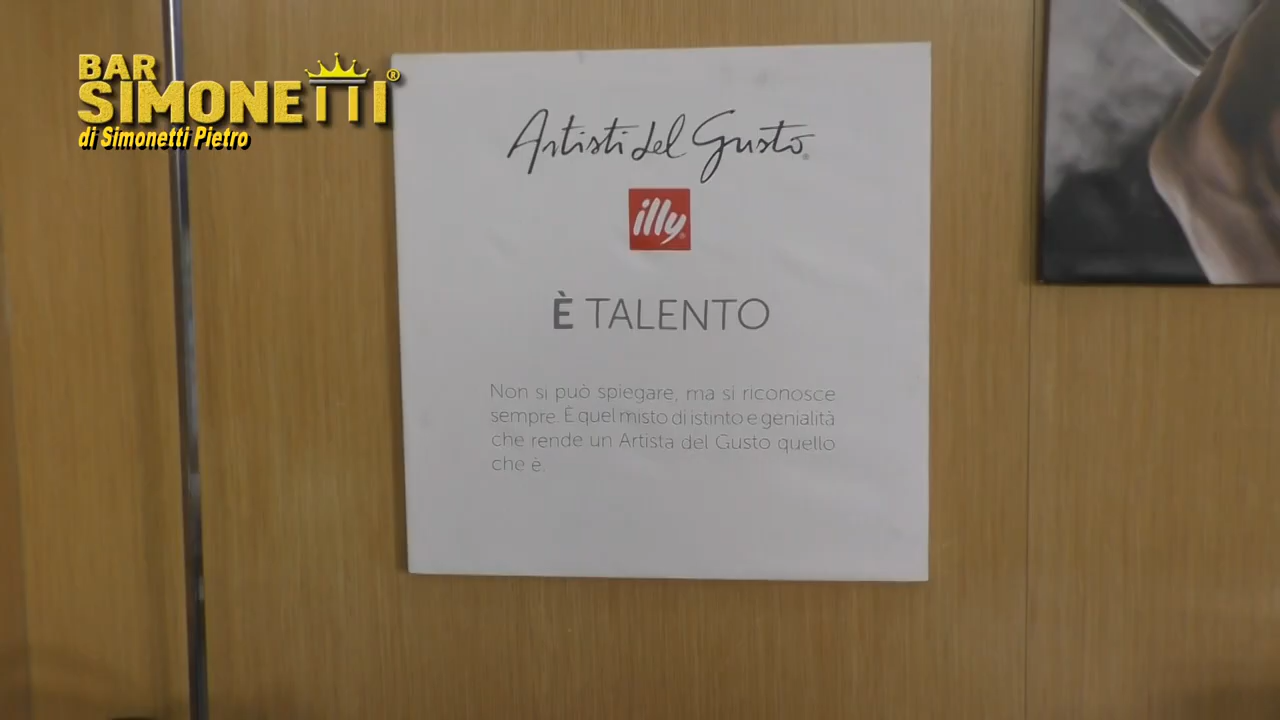 BAR
SIMONETTI®
di Simonetti Pietro
Artisti del Gusto®
illy®
È TALENTO
Non si può spiegare, ma si riconosce
sempre. È quel misto di istinto e genialità
che rende un Artista del Gusto quello
che è.